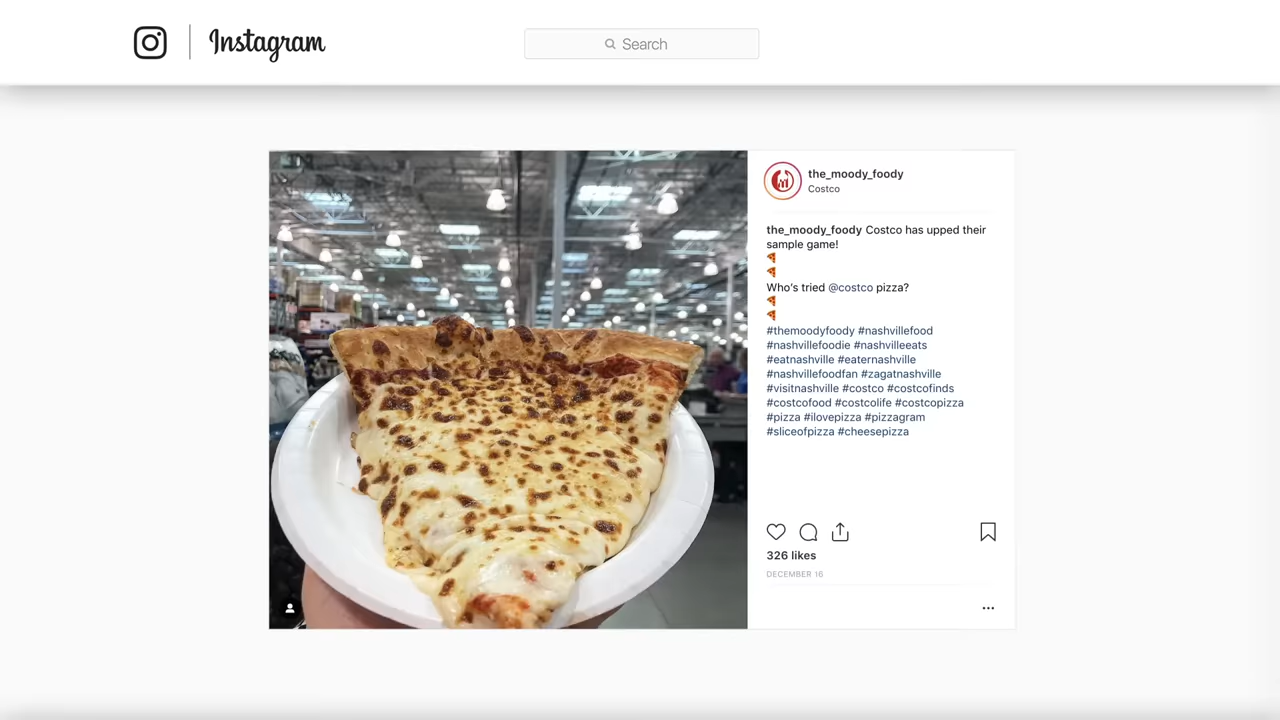 Instagram
Search
the_moody_foody
Costco
the_moody_foody Costco has upped their
sample game!
🍕
🍕
Who's tried @costco pizza?
🍕
🍕
#themoodyfoody #nashvillefood
#nashvillefoodie #nashvilleeats
#eatnashville #eaternashville
#nashvillefoodfan #zagatnashville
#visitnashville #costco #costcofinds
#costcofood #costcolife #costcopizza
#pizza #ilovepizza #pizzagram
#sliceofpizza #cheesepizza
326 likes
DECEMBER 16